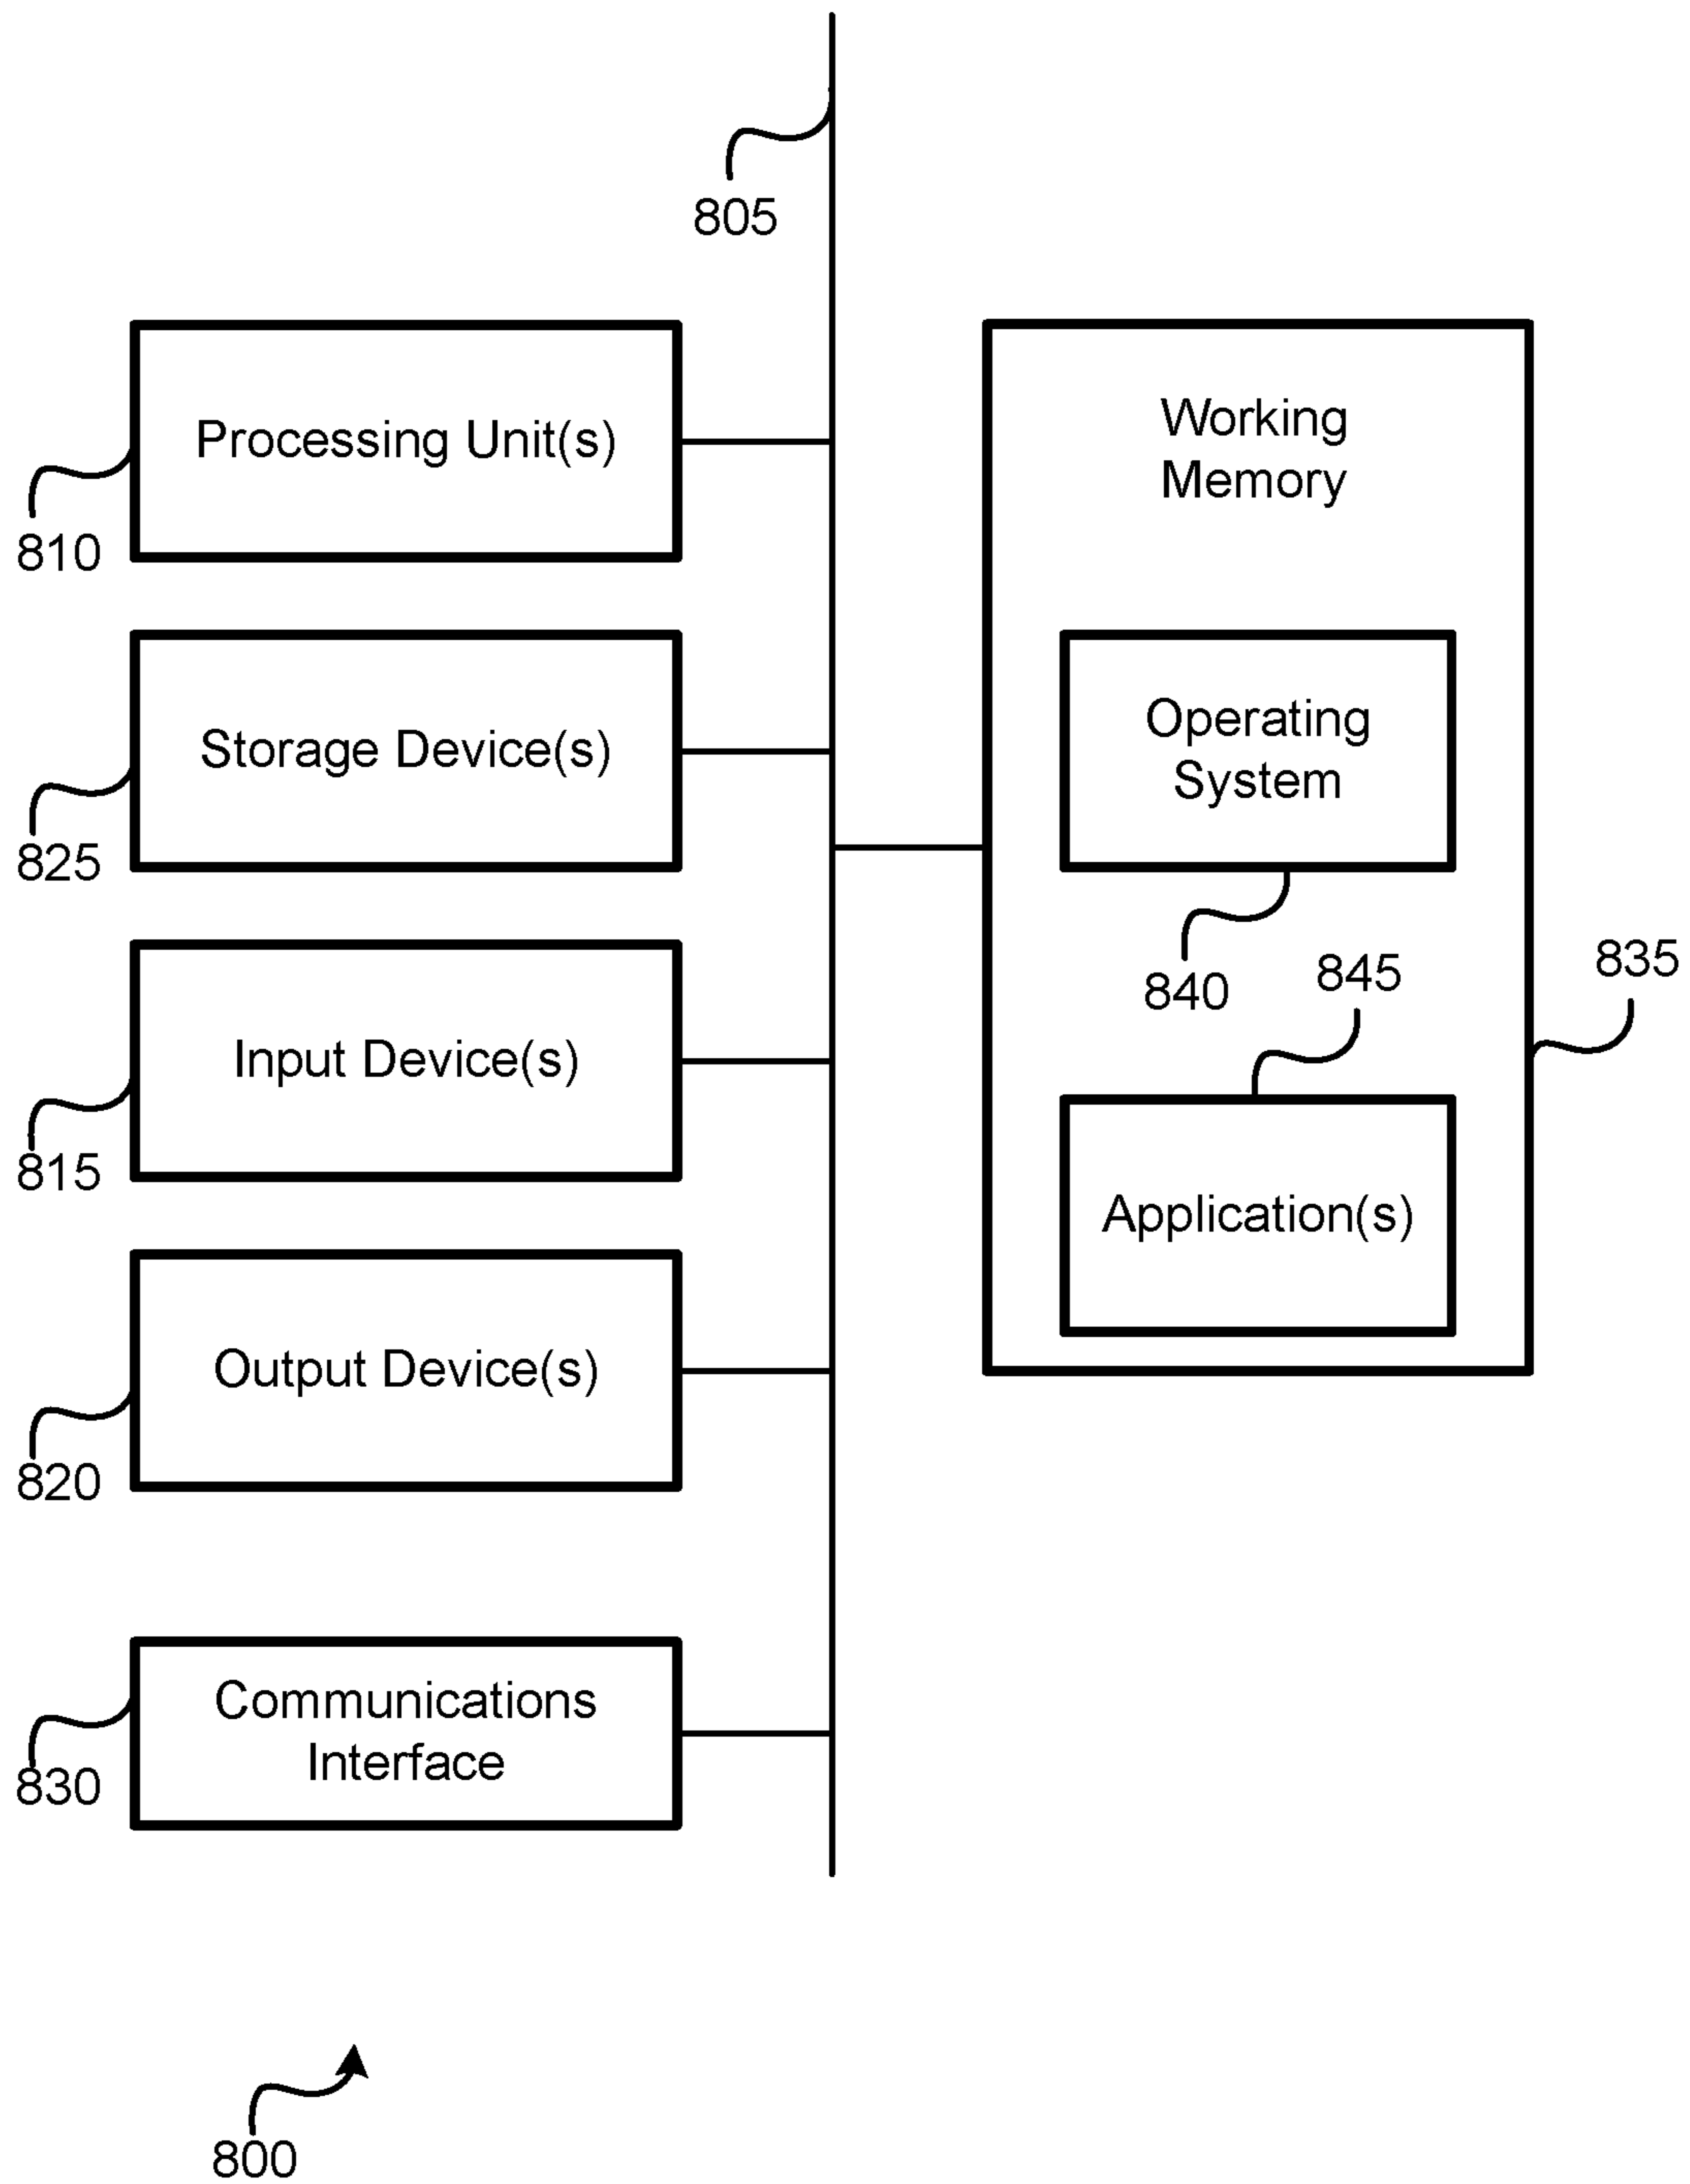 805
Processing Unit(s)
810
Storage Device(s)
825
Input Device(s)
815
Output Device(s)
820
Communications
Interface
830
Working
Memory
Operating
System
840
845
835
Application(s)
800